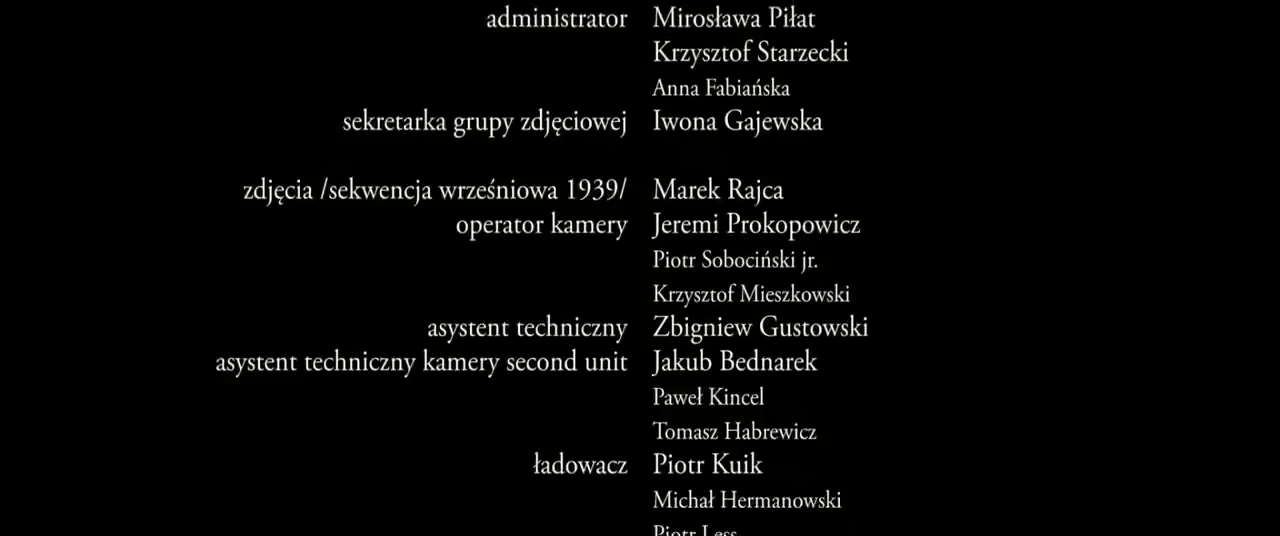 administrator Mirosława Piłat
Krzysztof Starzecki
Anna Fabiańska
sekretarka grupy zdjęciowej Iwona Gajewska
zdjęcia /sekwencja wrześniowa 1939/ Marek Rajca
operator kamery Jeremi Prokopowicz
Piotr Sobociński jr.
Krzysztof Mieszkowski
asystent techniczny Zbigniew Gustowski
asystent techniczny kamery second unit Jakub Bednarek
Paweł Kincel
Tomasz Habrewicz
ładowacz Piotr Kuik
Michał Hermanowski
Piotr Less